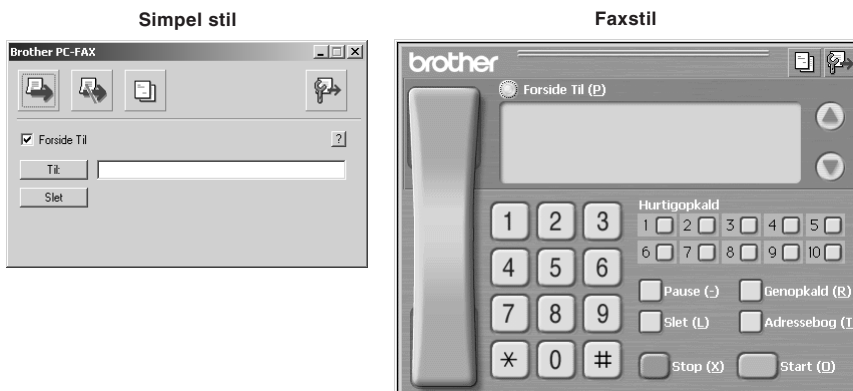 Simpel stil
Brother PC-FAX
Forside Til
?
Til:
Slet
Faxstil
brother
Forside Til (P)
Hurtigopkald
1 2 3 4 5
6 7 8 9 10
1 2 3
4 5 6
7 8 9
* 0 #
Pause (-) Genopkald (R)
Slet (L) Adressebog (T
Stop (X) Start (O)